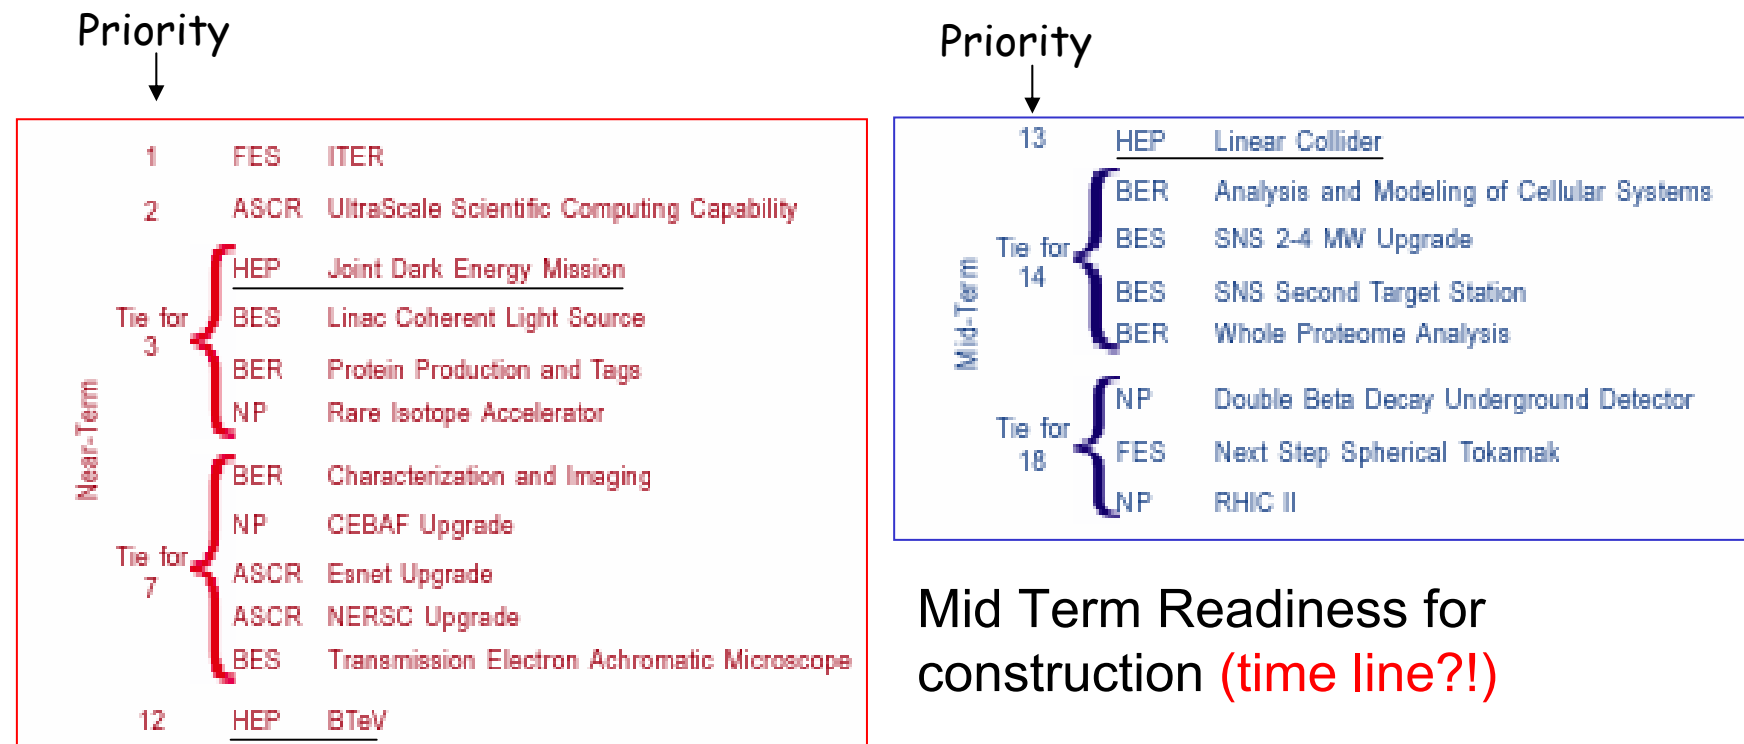 Priority
1 FES ITER
2 ASCR UltraScale Scientific Computing Capability
HEP Joint Dark Energy Mission
Tie for
3
BES Linac Coherent Light Source
BER Protein Production and Tags
NP Rare Isotope Accelerator
Near-Term
BER Characterization and Imaging
NP CEBAF Upgrade
Tie for
7
ASCR Esnet Upgrade
ASCR NERSC Upgrade
BES Transmission Electron Achromatic Microscope
12 HEP BTeV
Priority
13 HEP Linear Collider
BER Analysis and Modeling of Cellular Systems
Tie for
14
BES SNS 2-4 MW Upgrade
BES SNS Second Target Station
BER Whole Proteome Analysis
Mid-Term
NP Double Beta Decay Underground Detector
Tie for
18
FES Next Step Spherical Tokamak
NP RHIC II
Mid Term Readiness for
construction (time line?!)